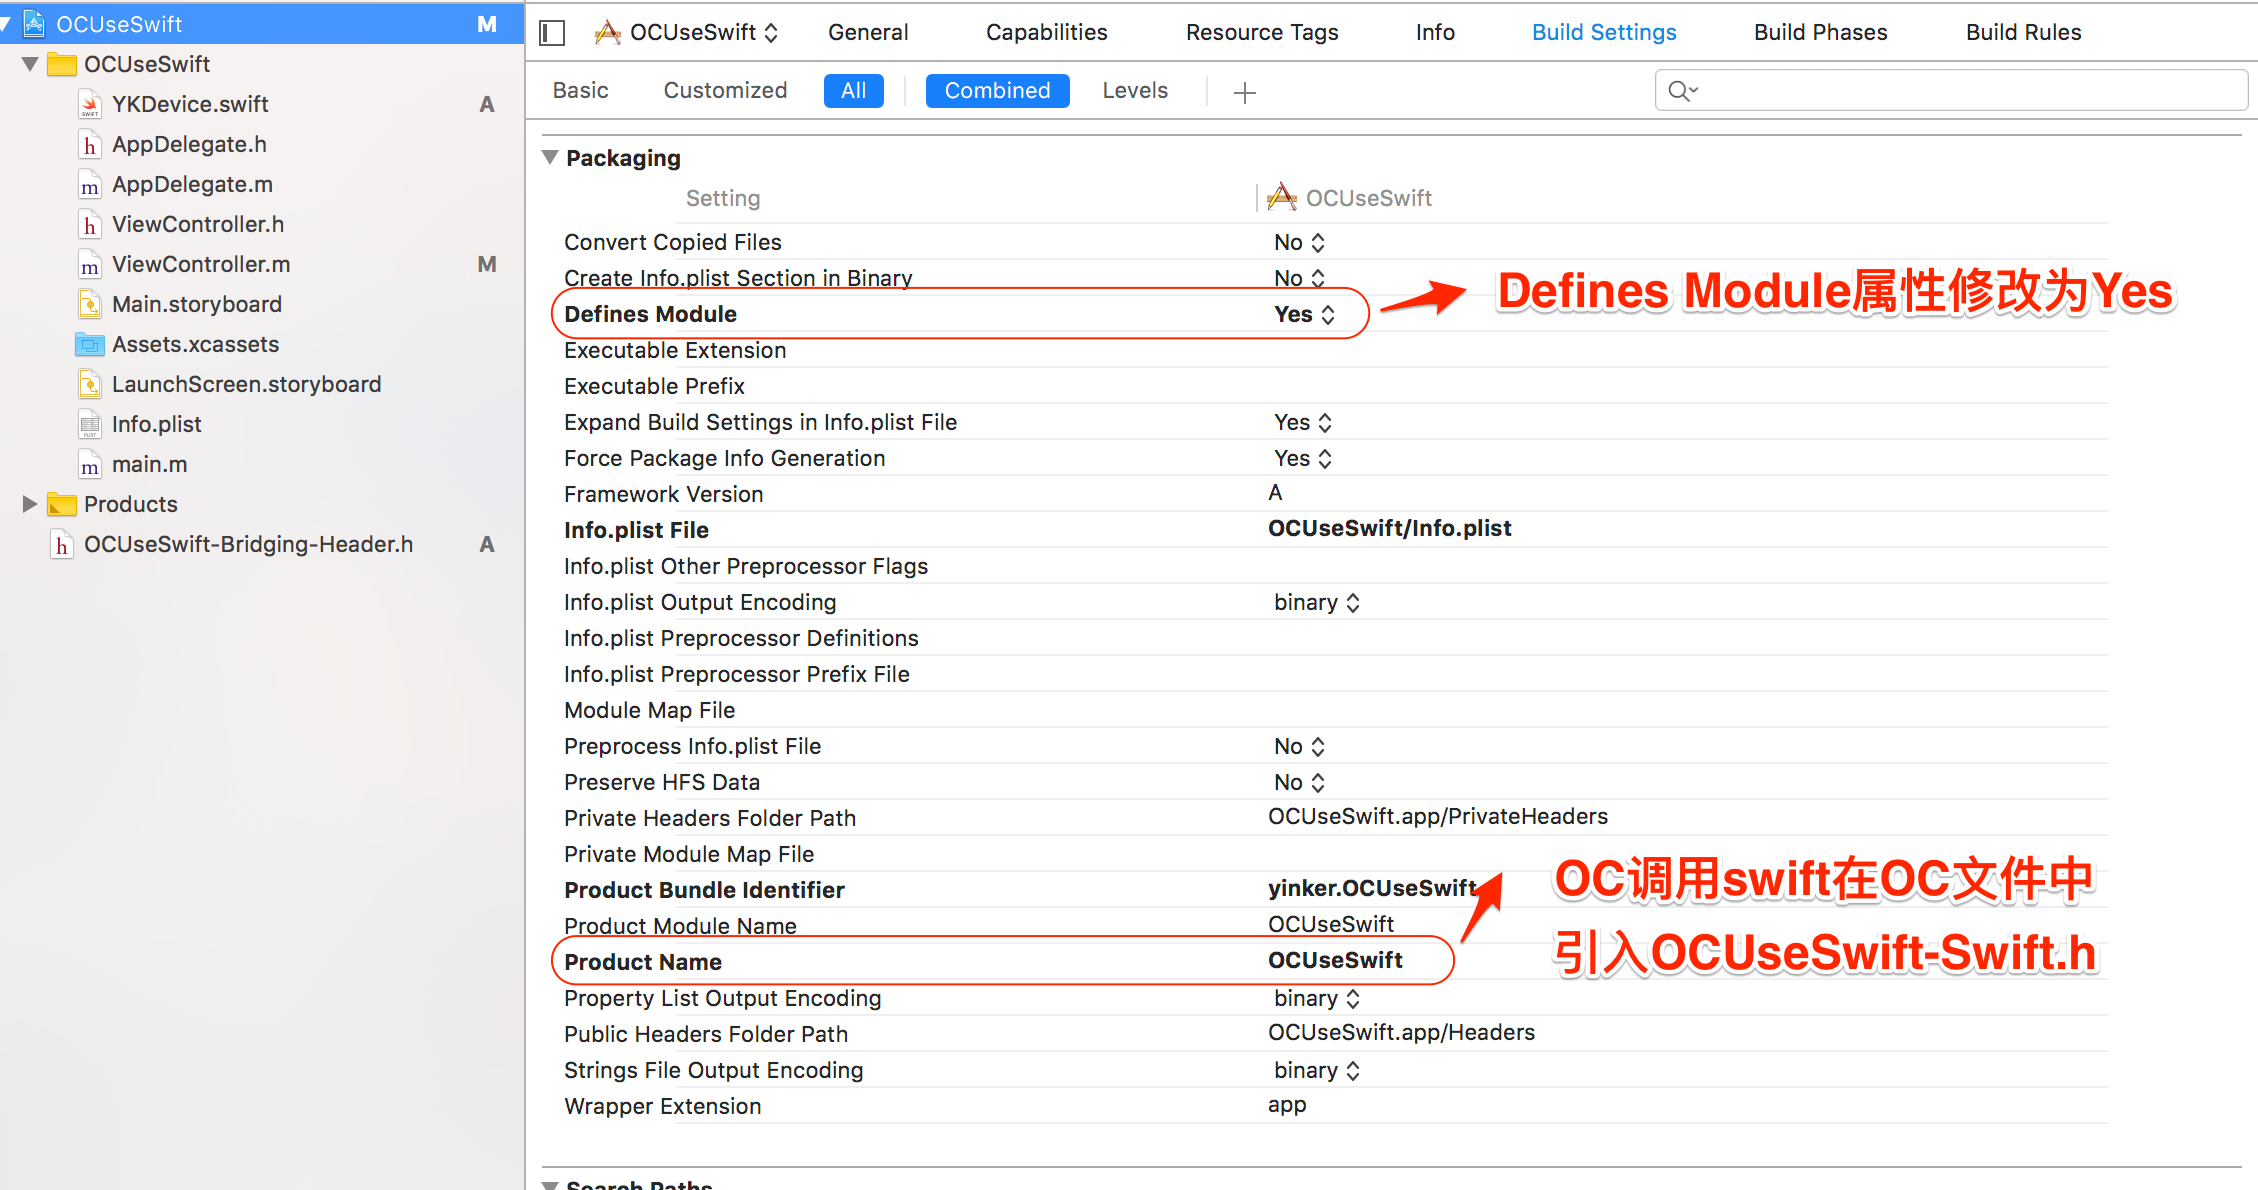 OCUseSwift M
OCUseSwift
YKDevice.swift A
AppDelegate.h
AppDelegate.m
ViewController.h
ViewController.m M
Main.storyboard
Assets.xcassets
LaunchScreen.storyboard
Info.plist
main.m
Products
OCUseSwift-Bridging-Header.h A
OCUseSwift General Capabilities Resource Tags Info Build Settings Build Phases Build Rules
Basic Customized All Combined Levels
Packaging
Setting OCUseSwift
Convert Copied Files No
Create Info.plist Section in Binary No
Defines Module Yes
Defines Module属性修改为Yes
Executable Extension
Executable Prefix
Expand Build Settings in Info.plist File Yes
Force Package Info Generation Yes
Framework Version A
Info.plist File OCUseSwift/Info.plist
Info.plist Other Preprocessor Flags
Info.plist Output Encoding binary
Info.plist Preprocessor Definitions
Info.plist Preprocessor Prefix File
Module Map File
Preprocess Info.plist File No
Preserve HFS Data No
Private Headers Folder Path OCUseSwift.app/PrivateHeaders
Private Module Map File
Product Bundle Identifier yinker.OCUseSwift
Product Module Name OCUseSwift
Product Name OCUseSwift
OC调用swift在OC文件中
引入OCUseSwift-Swift.h
Property List Output Encoding binary
Public Headers Folder Path OCUseSwift.app/Headers
Strings File Output Encoding binary
Wrapper Extension app
Search Paths